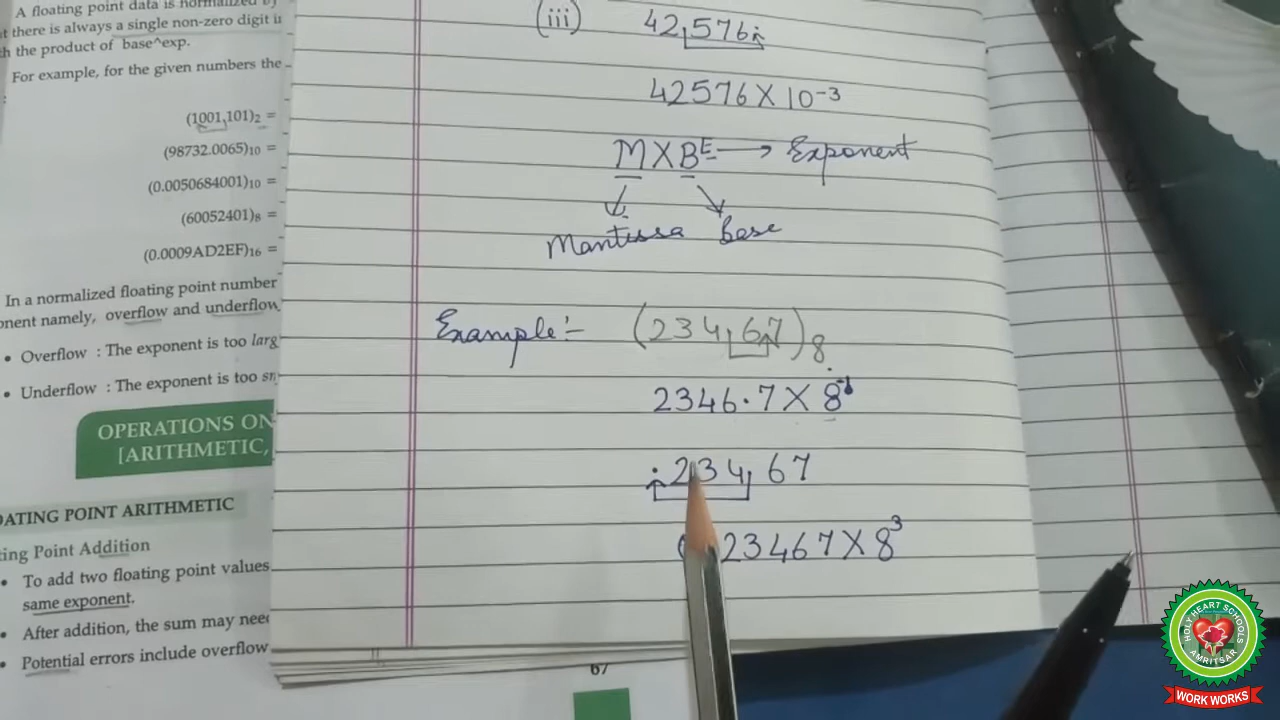 A floating point data is normalized by
t there is always a single non-zero digit i
h the product of base^exp.
For example, for the given numbers the
:
(1001.101)2 =
(98732.0065)10 =
(0.0050684001)10 =
(60052401)8 =
(0.0009AD2EF)16 =
In a normalized floating point number
onent namely, overflow and underflow
• Overflow : The exponent is too larg
• Underflow : The exponent is too sn
OPERATIONS ON
[ARITHMETIC,
OATING POINT ARITHMETIC
ting Point Addition
• To add two floating point values
same exponent.
• After addition, the sum may need
• Potential errors include overflow
(iii) 42.576.
42576 X 10-3
M X BE → Exponent
Mantissa Base
Example:- (234.67)8
2346.7 X 8-1
.234.67
23467 X 83
67
HOLY HEART SCHOOLS
AMRITSAR
WORK WORKS